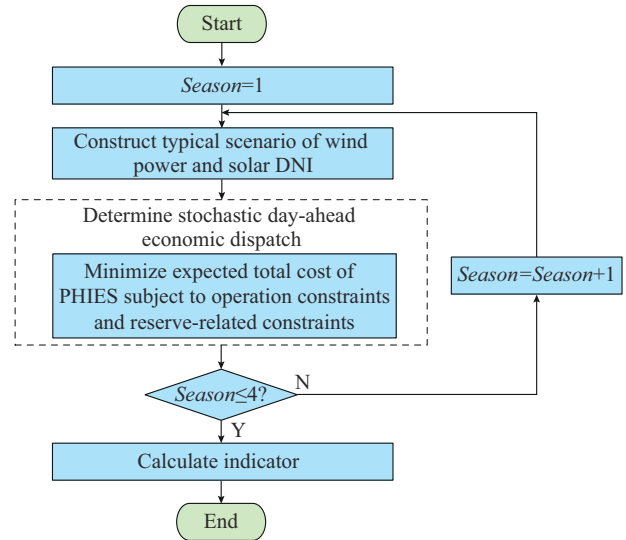 Start
Season=1
Construct typical scenario of wind
power and solar DNI
Determine stochastic day-ahead
economic dispatch
Minimize expected total cost of
PHIES subject to operation constraints
and reserve-related constraints
Season=Season+1
Season≤4?
N
Y
Calculate indicator
End